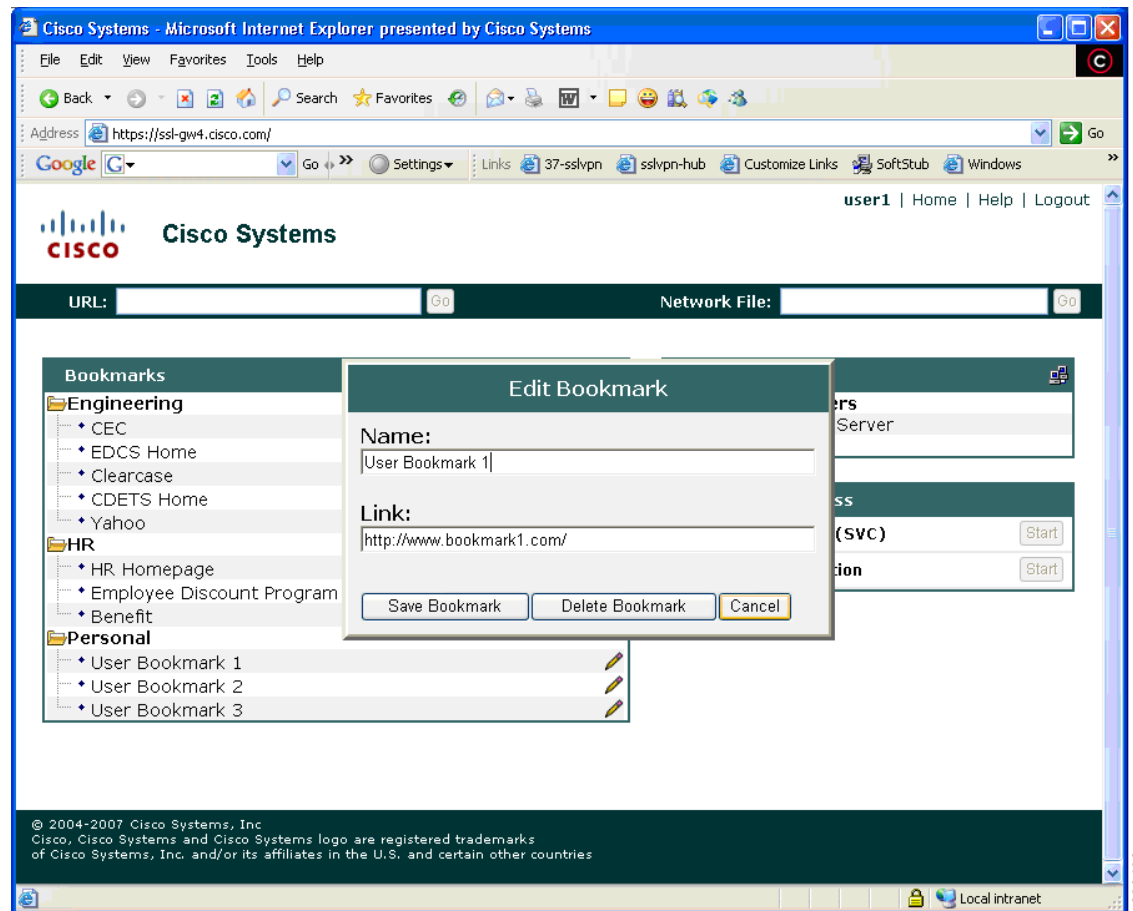 Cisco Systems - Microsoft Internet Explorer presented by Cisco Systems
File Edit View Favorites Tools Help
Back Search Favorites
Address https://ssl-gw4.cisco.com/ Go
Google G Go » Settings Links 37-sslvpn sslvpn-hub Customize Links SoftStub Windows »
user1 | Home | Help | Logout
CISCO Cisco Systems
URL: Go Network File: Go
Bookmarks
Engineering
CEC
EDCS Home
Clearcase
CDETS Home
Yahoo
HR
HR Homepage
Employee Discount Program
Benefit
Personal
User Bookmark 1
User Bookmark 2
User Bookmark 3
Edit Bookmark
Name:
User Bookmark 1
Link:
http://www.bookmark1.com/
Save Bookmark Delete Bookmark Cancel
ers
Server
ss
(SVC) Start
tion Start
© 2004-2007 Cisco Systems, Inc
Cisco, Cisco Systems and Cisco Systems logo are registered trademarks
of Cisco Systems, Inc. and/or its affiliates in the U.S. and certain other countries
Local intranet